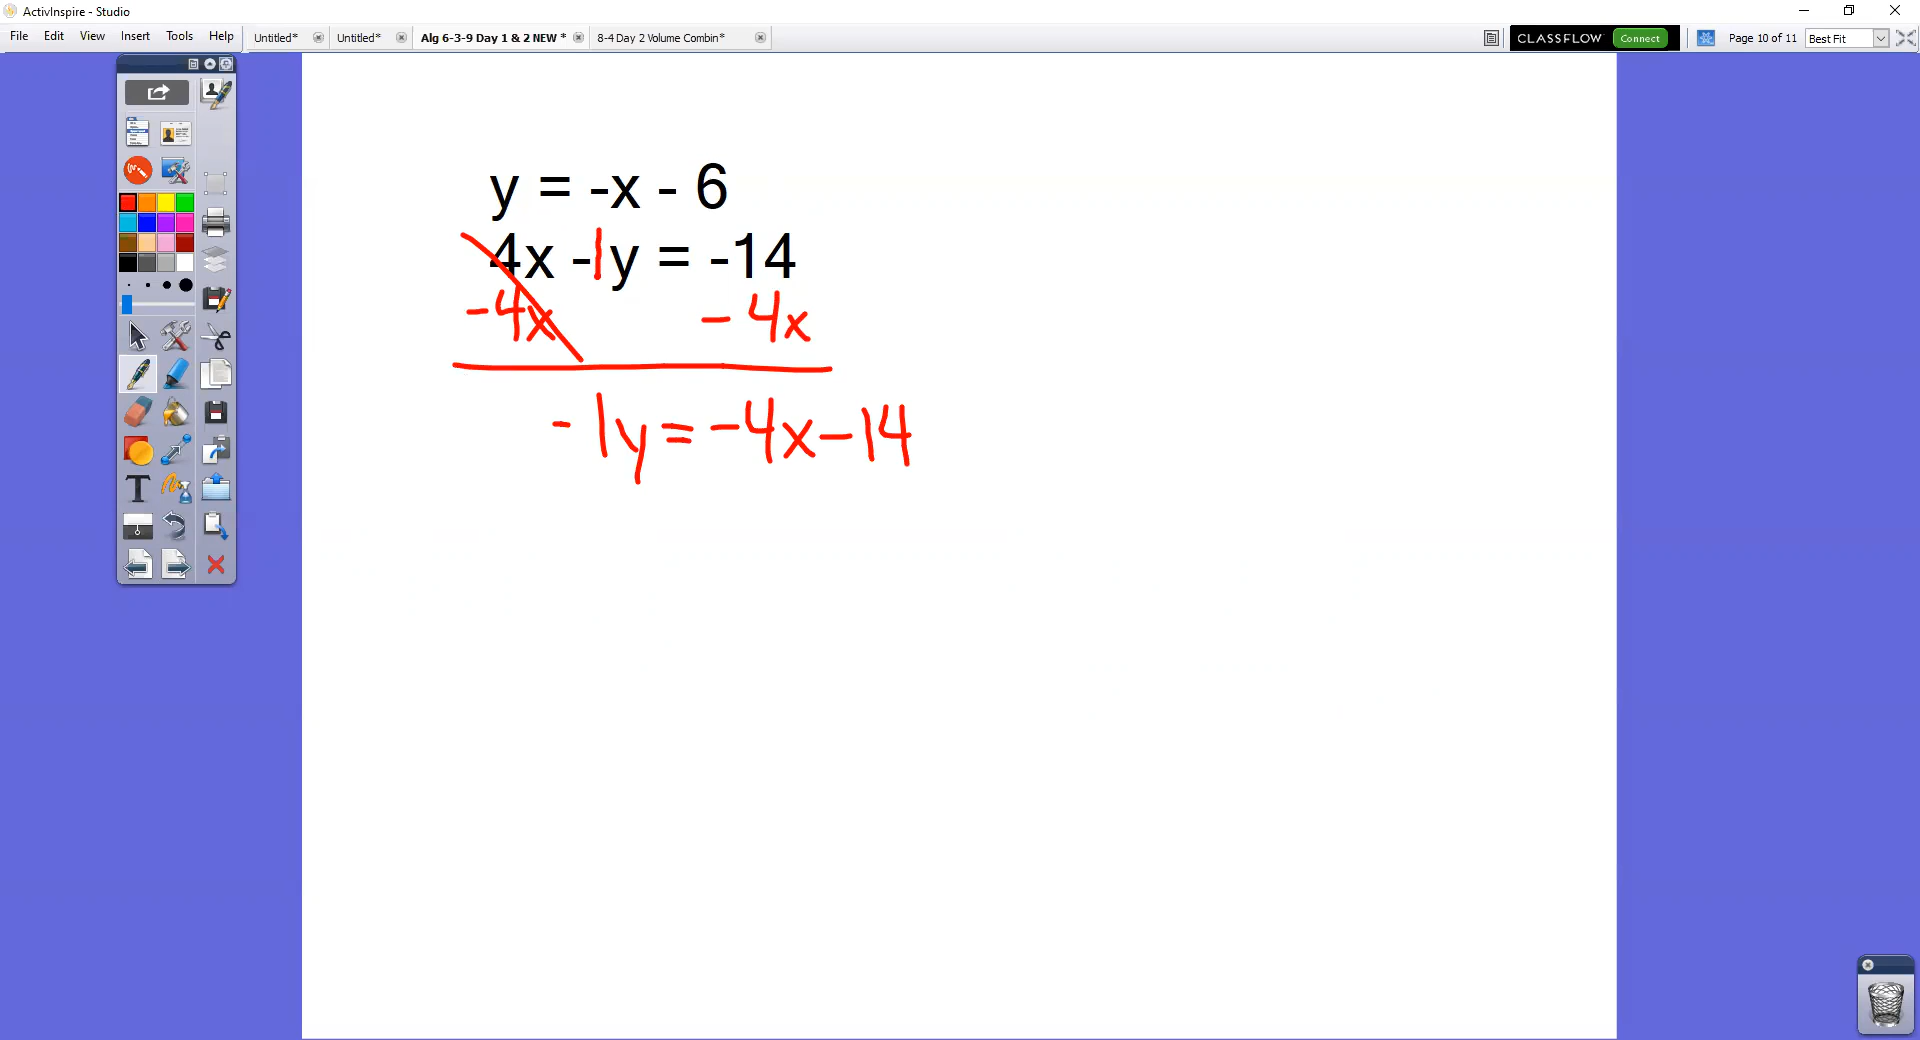 ActivInspire - Studio
File Edit View Insert Tools Help
Untitled* Untitled* Alg 6-3-9 Day 1 & 2 NEW * 8-4 Day 2 Volume Combin* CLASSFLOW Connect Page 10 of 11 Best Fit
y = -x - 6
4x -1y = -14
-4x -4x
-1y = -4x-14